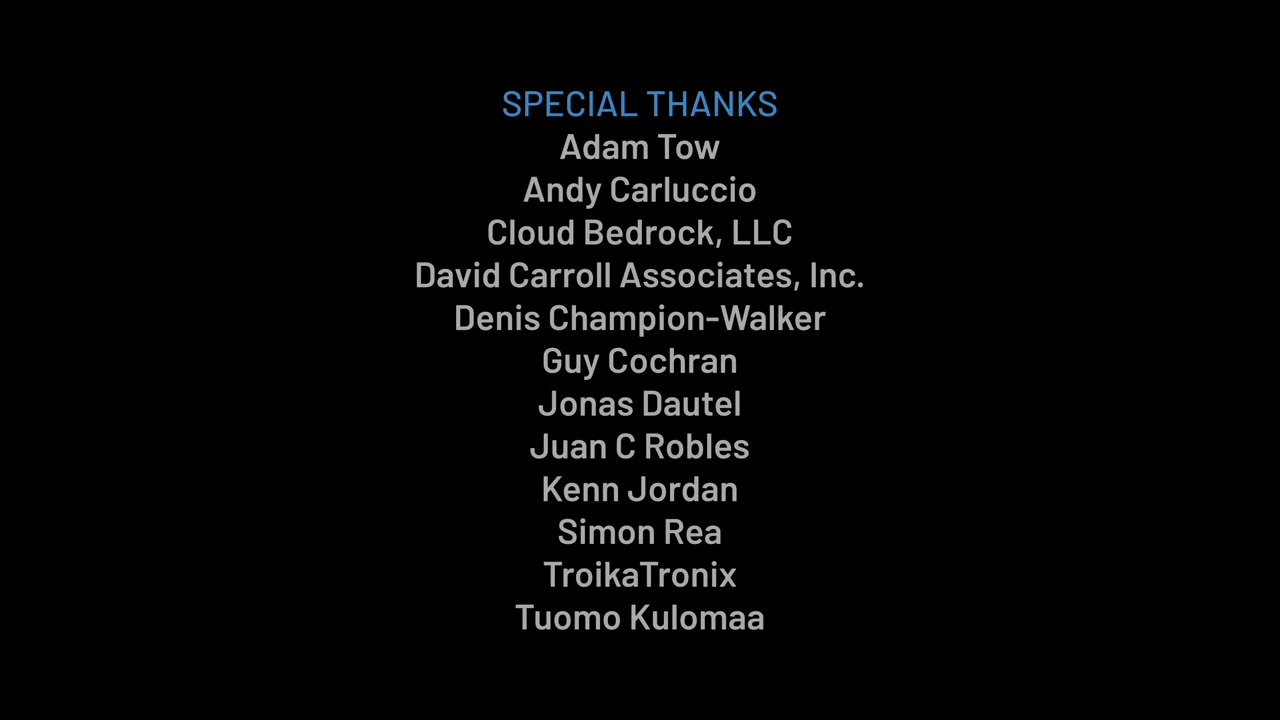 SPECIAL THANKS
Adam Tow
Andy Carluccio
Cloud Bedrock, LLC
David Carroll Associates, Inc.
Denis Champion-Walker
Guy Cochran
Jonas Dautel
Juan C Robles
Kenn Jordan
Simon Rea
TroikaTronix
Tuomo Kulomaa